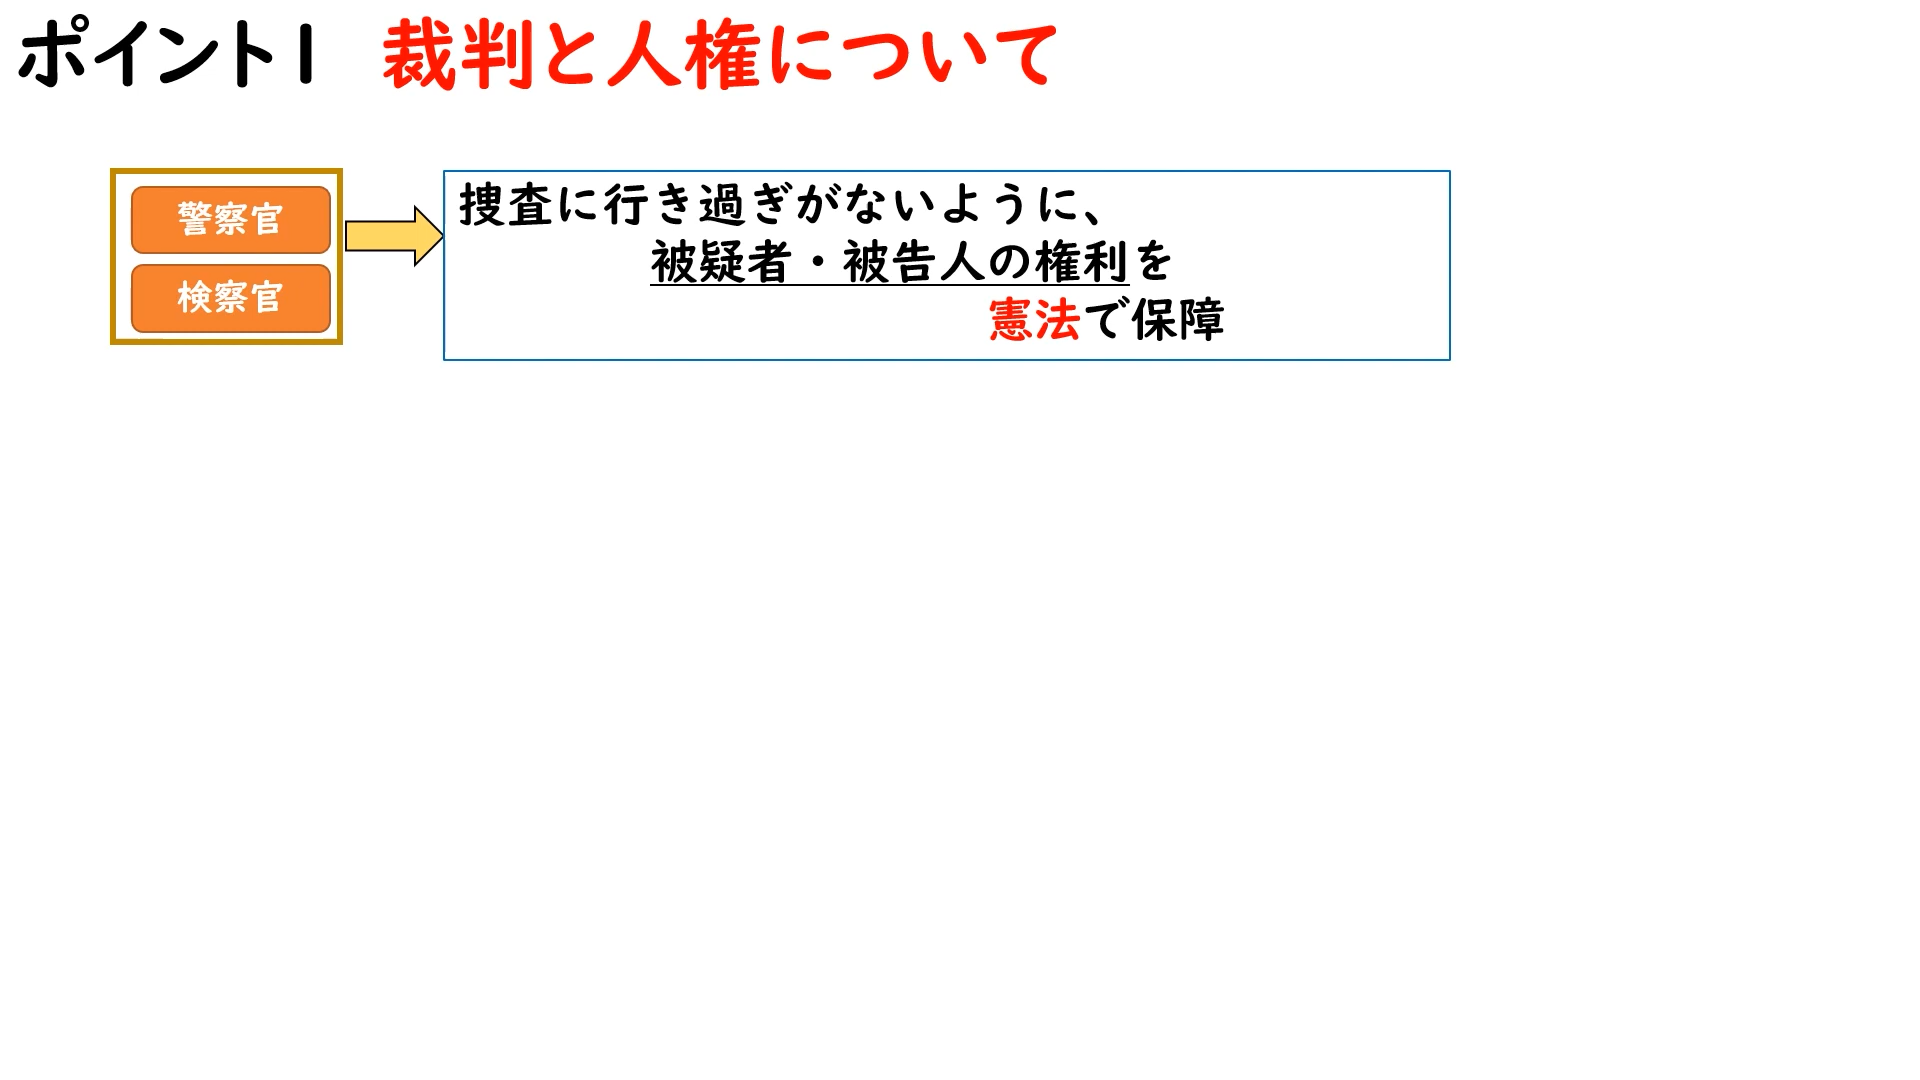 ポイント1 裁判と人権について
警察官
検察官
捜査に行き過ぎがないように、
被疑者・被告人の権利を
憲法で保障